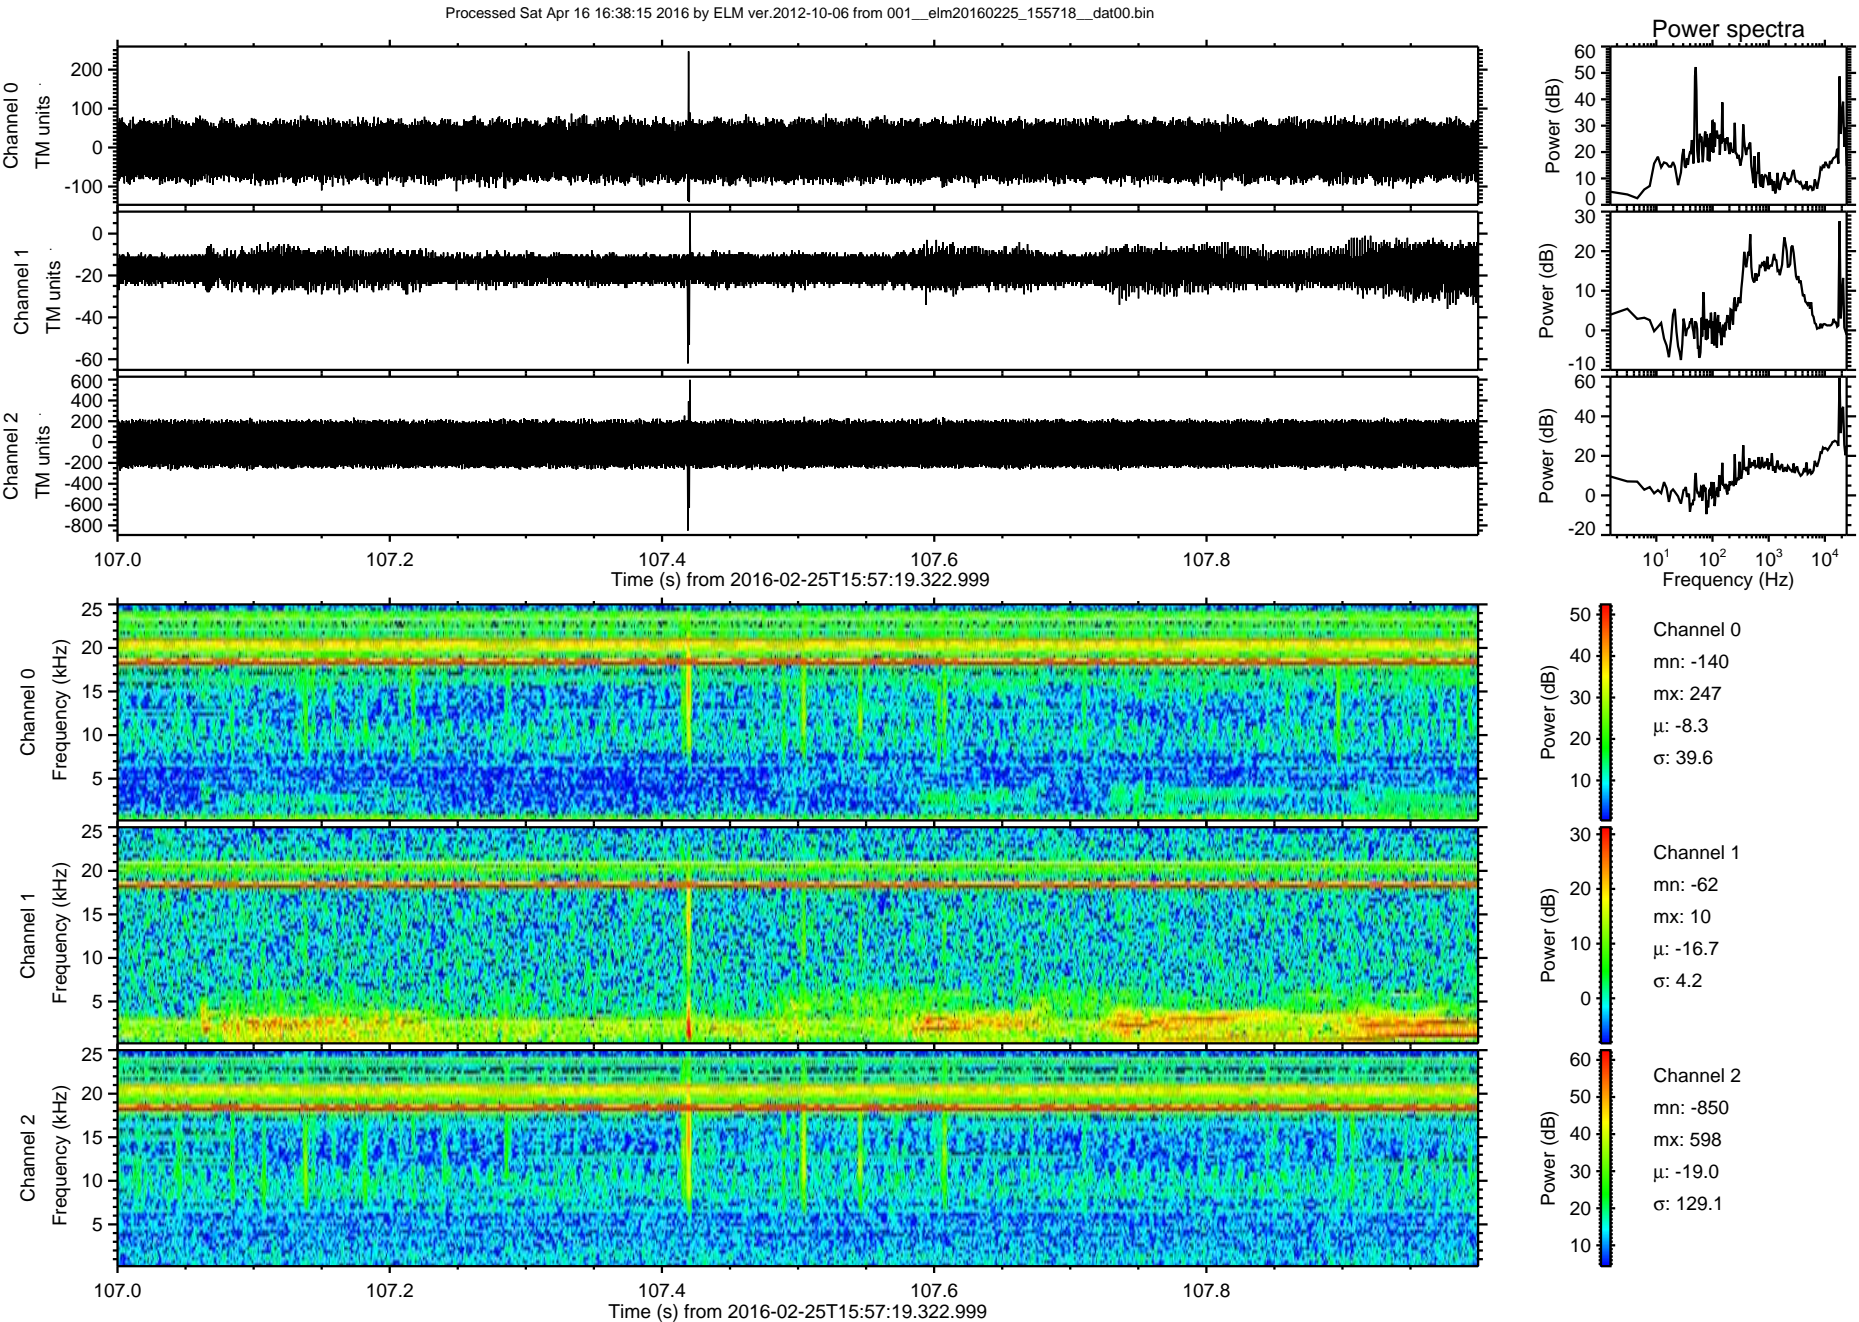 Processed Sat Apr 16 16:38:15 2016 by ELM ver.2012-10-06 from 001__elm20160225_155718__dat00.bin
Power spectra
Channel 0
TM units
200
100
0
-100
Power (dB)
60
50
40
30
20
10
0
Channel 1
TM units
0
-20
-40
-60
Power (dB)
30
20
10
0
-10
Channel 2
TM units
600
400
200
0
-200
-400
-600
-800
Power (dB)
60
40
20
0
-20
107.0 107.2 107.4 107.6 107.8
Time (s) from 2016-02-25T15:57:19.322.999
10¹ 10² 10³ 10⁴
Frequency (Hz)
Channel 0
Frequency (kHz)
25
20
15
10
5
Power (dB)
50
40
30
20
10
Channel 0
mn: -140
mx: 247
μ: -8.3
σ: 39.6
Channel 1
Frequency (kHz)
25
20
15
10
5
Power (dB)
30
20
10
0
Channel 1
mn: -62
mx: 10
μ: -16.7
σ: 4.2
Channel 2
Frequency (kHz)
25
20
15
10
5
Power (dB)
60
50
40
30
20
10
Channel 2
mn: -850
mx: 598
μ: -19.0
σ: 129.1
107.0 107.2 107.4 107.6 107.8
Time (s) from 2016-02-25T15:57:19.322.999